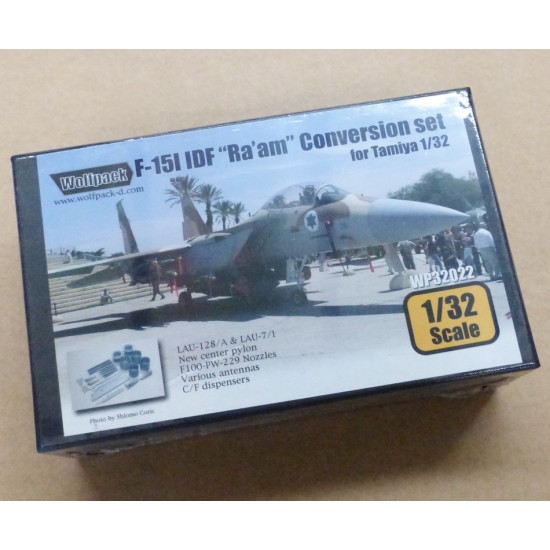 F-15I IDF “Ra’am” Conversion set
for Tamiya 1/32
Wolfpack
www.wolfpack-d.com
WP32022
1/32
Scale
LAU-128/A & LAU-7/1
New center pylon
F100-PW-229 Nozzles
Various antennas
C/F dispensers
Photo by Shlomo Coris